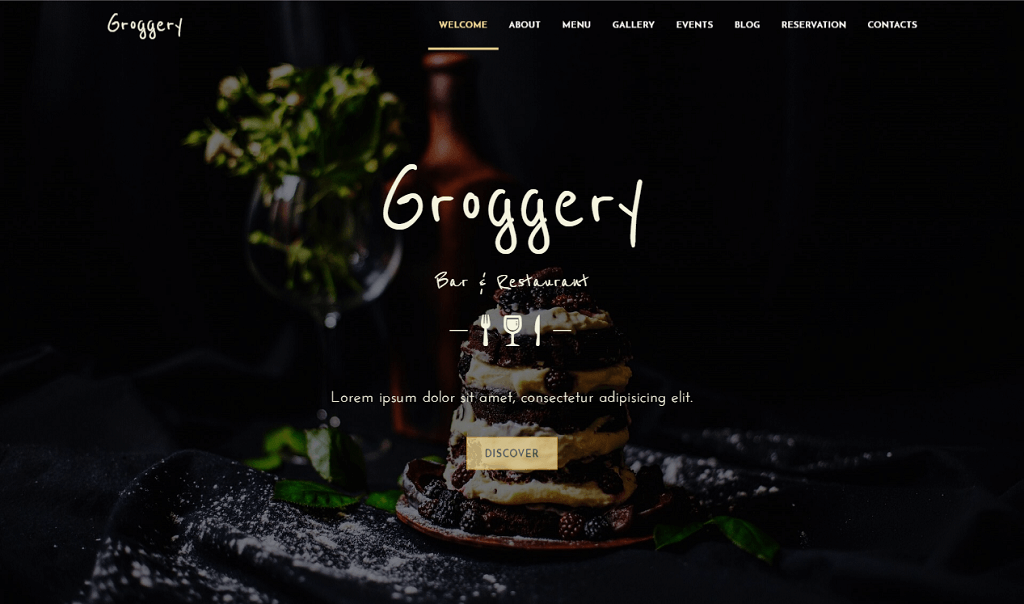 Groggery
WELCOME ABOUT MENU GALLERY EVENTS BLOG RESERVATION CONTACTS
Groggery
Bar & Restaurant
Lorem ipsum dolor sit amet, consectetur adipisicing elit.
DISCOVER